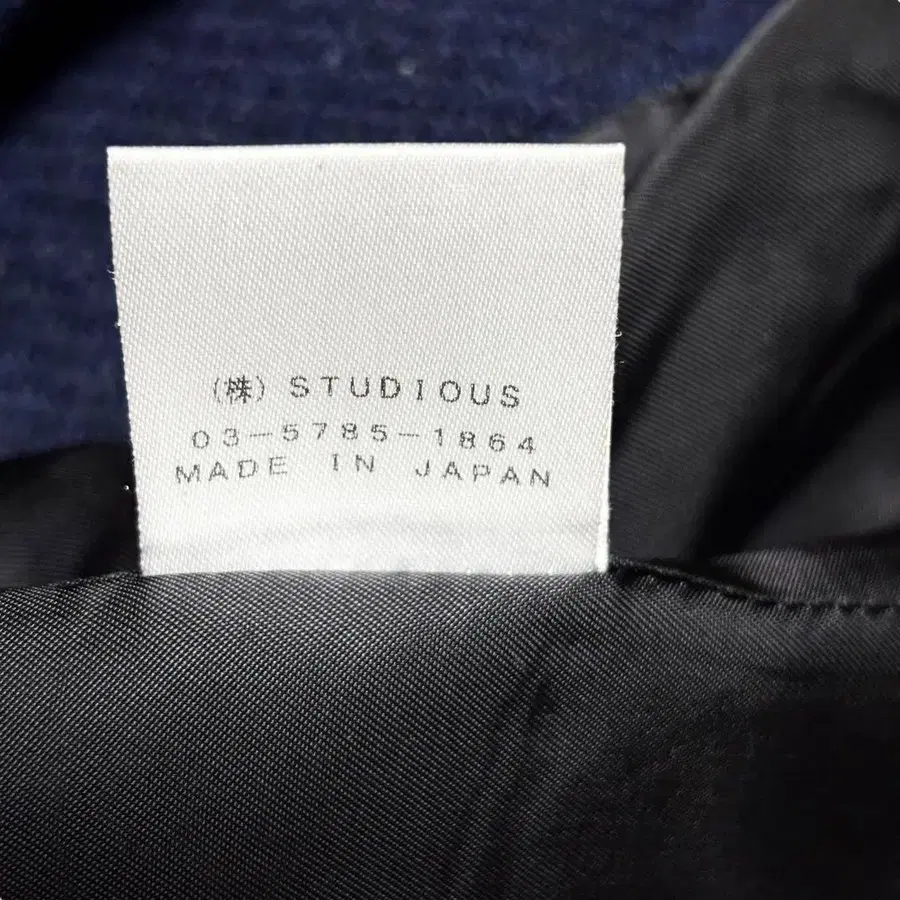 (株) STUDIOUS
03-5785-1864
MADE IN JAPAN